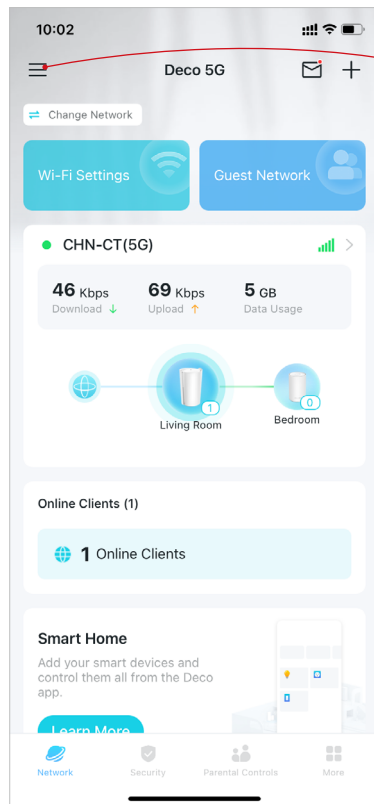 10:02
Deco 5G
Change Network
Wi-Fi Settings
Guest Network
CHN-CT(5G)
46 Kbps
69 Kbps
5 GB
Download ↓
Upload ↑
Data Usage
1
0
Living Room
Bedroom
Online Clients (1)
1 Online Clients
Smart Home
Add your smart devices and
control them all from the Deco
app.
Learn More
Network
Security
Parental Controls
More